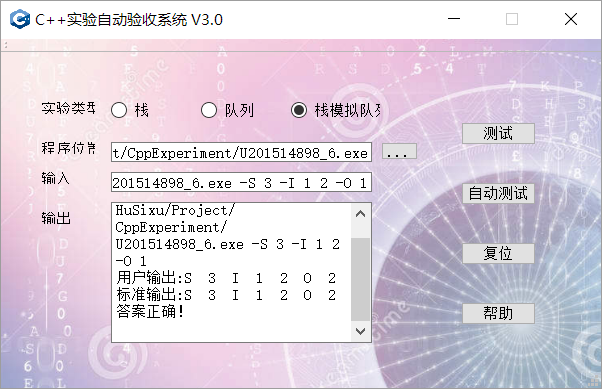 C++实验自动验收系统 V3.0
实验类型 栈 队列 栈模拟队列
测试
程序位置 t/CppExperiment/U201514898_6.exe ...
输入 201514898_6.exe -S 3 -I 1 2 -O 1
自动测试
输出
HuSixu/Project/
CppExperiment/
U201514898_6.exe -S 3 -I 1 2
-O 1
用户输出:S 3 I 1 2 O 2
标准输出:S 3 I 1 2 O 2
答案正确!
复位
帮助